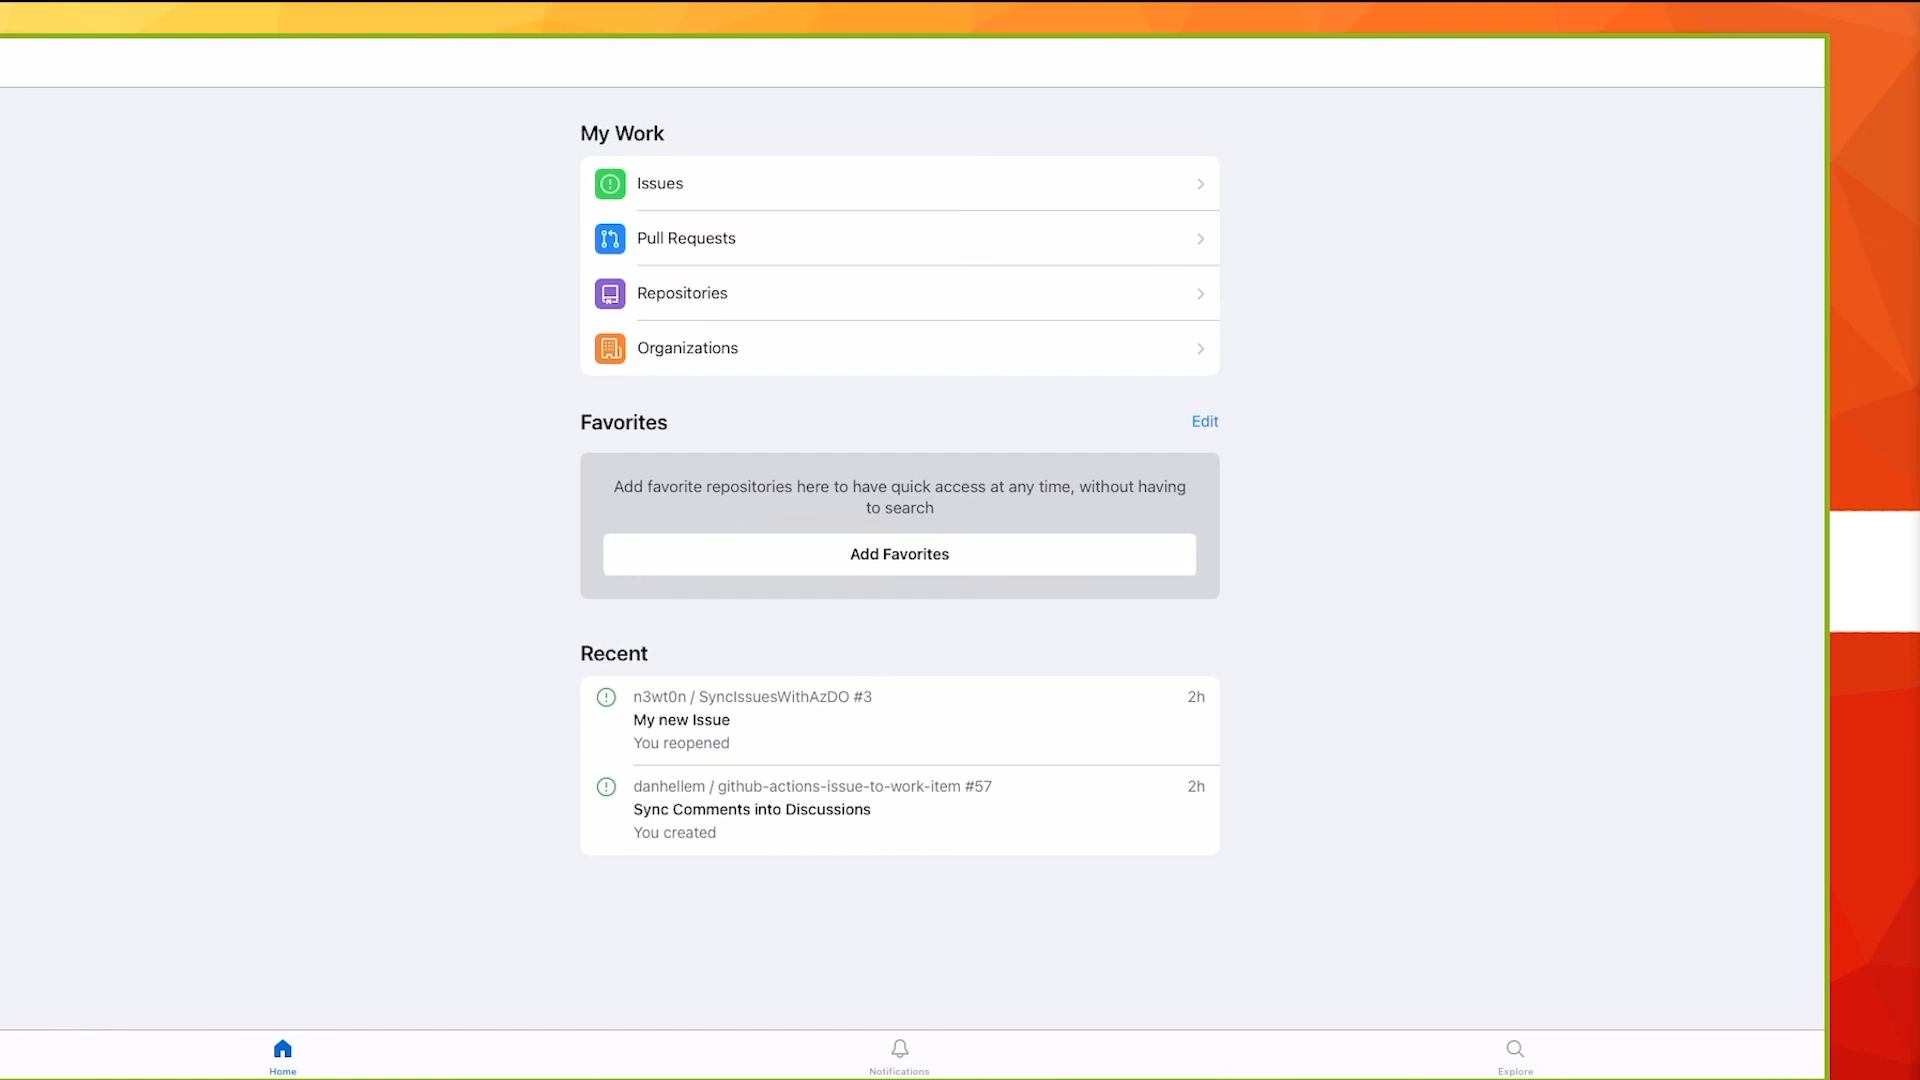 My Work
Issues
Pull Requests
Repositories
Organizations
Favorites
Edit
Add favorite repositories here to have quick access at any time, without having
to search
Add Favorites
Recent
n3wt0n / SyncIssuesWithAzDO #3
2h
My new Issue
You reopened
danhellem / github-actions-issue-to-work-item #57
2h
Sync Comments into Discussions
You created
Home
Notifications
Explore